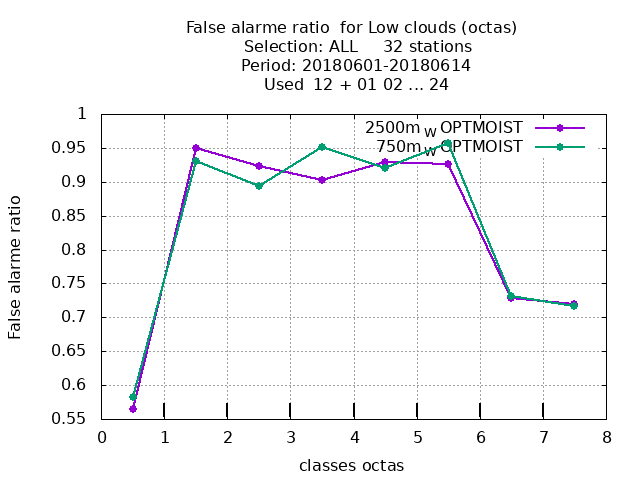 False alarme ratio  for Low clouds (octas)
Selection: ALL     32 stations
Period: 20180601-20180614
Used  12 + 01 02 ... 24
2500m_W OPTMOIST
750m_W OPTMOIST
False alarme ratio
1
0.95
0.9
0.85
0.8
0.75
0.7
0.65
0.6
0.55
0 1 2 3 4 5 6 7 8
classes octas